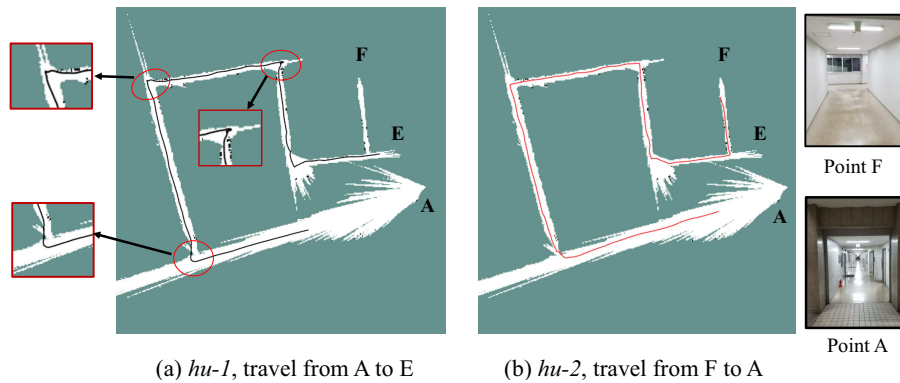 F
E
A
F
E
A
Point F
Point A
(a) hu-1, travel from A to E
(b) hu-2, travel from F to A